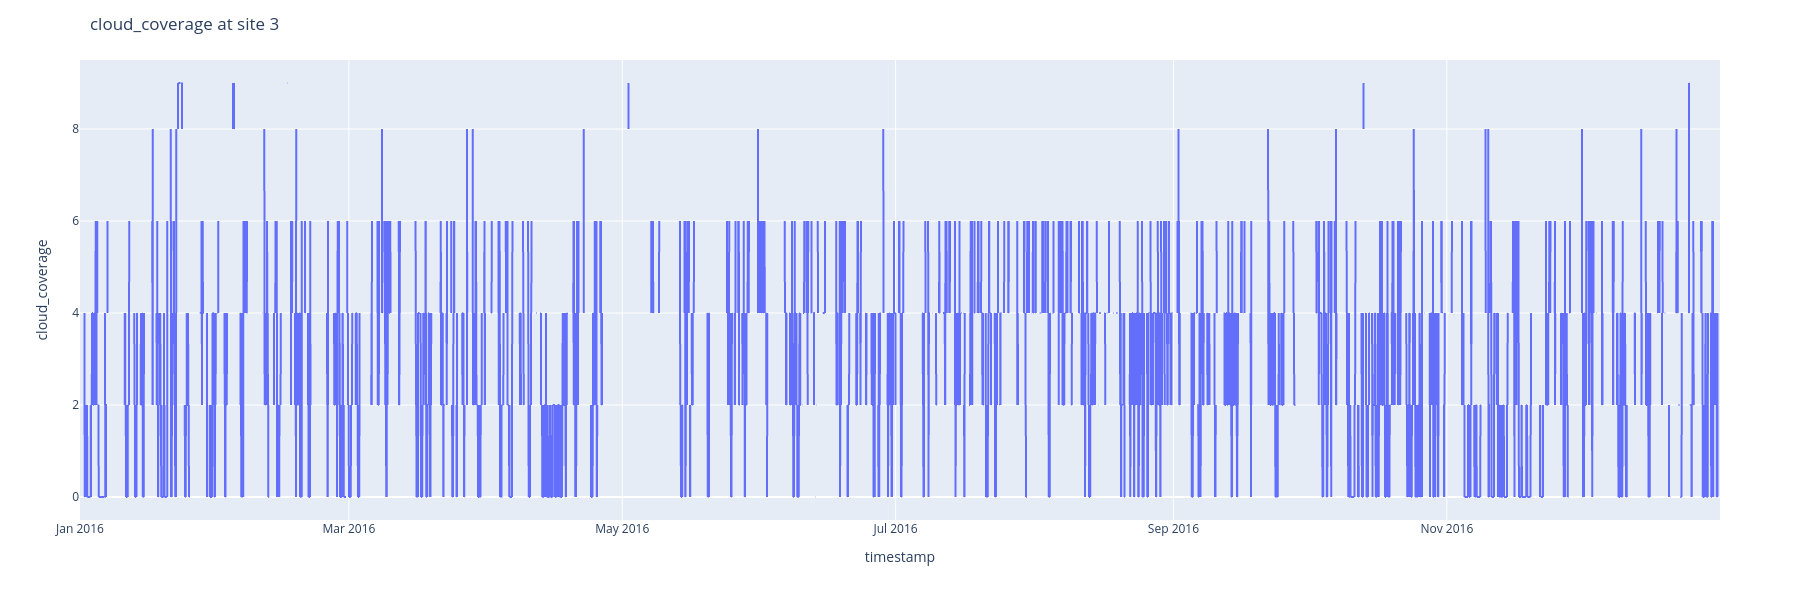 cloud_coverage at site 3
cloud_coverage
8
6
4
2
0
Jan 2016
Mar 2016
May 2016
Jul 2016
Sep 2016
Nov 2016
timestamp